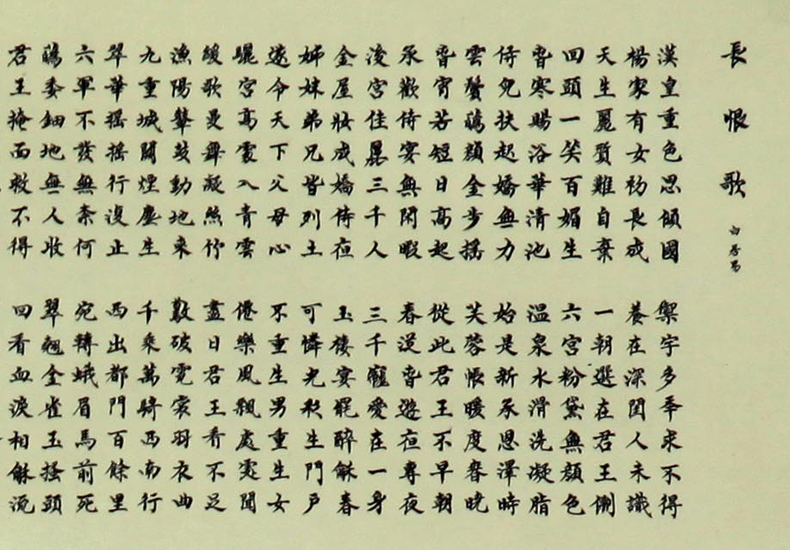 長恨歌 白居易
漢皇重色思傾國 禦宇多年求不得
楊家有女初長成 養在深閨人未識
天生麗質難自棄 一朝選在君王側
回頭一笑百媚生 六宮粉黛無顏色
春寒賜浴華清池 溫泉水滑洗凝脂
侍兒扶起嬌無力 始是新承恩澤時
雲鬢蘤顏金步搖 芙蓉帳暖度春曉
春宵苦短日高起 從此君王不早朝
承歡侍宴無閑暇 春從春遊夜專夜
後宮佳麗三千人 三千寵愛在一身
金屋妝成嬌侍夜 玉樓宴罷醉龢春
姊妹弟兄皆列土 可憐光彩生門戶
遂令天下父母心 不重生男重生女
驪宮高處入青雲 僊樂風飄處處聞
緩歌曼舞凝絲竹 盡日君王看不足
漁陽鼙鼓動地來 驚破霓裳羽衣曲
九重城闕煙塵生 千乘萬騎西南行
翠華搖搖行復止 西出都門百餘里
六軍不發無奈何 宛轉蛾眉馬前死
蘤委鈿地無人收 翠翹金雀玉搔頭
君王掩面救不得 回看血淚相龢流